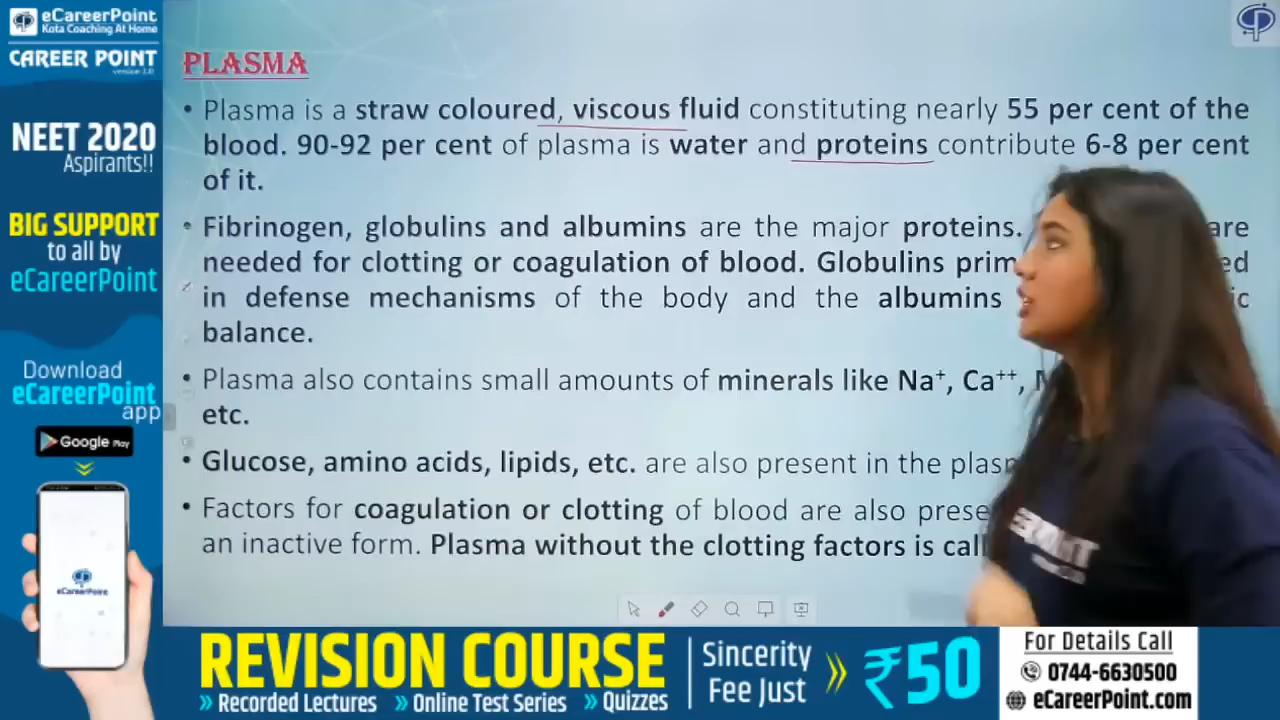 eCareerPoint
Kota Coaching At Home
CAREER POINT
version 2.0
NEET 2020
Aspirants!!
BIG SUPPORT
to all by
eCareerPoint
Download
eCareerPoint
app
Google Play
eCareerPoint
PLASMA
• Plasma is a straw coloured, viscous fluid constituting nearly 55 per cent of the
blood. 90-92 per cent of plasma is water and proteins contribute 6-8 per cent
of it.
• Fibrinogen, globulins and albumins are the major proteins. are
needed for clotting or coagulation of blood. Globulins
in defense mechanisms of the body and the albumins
balance.
• Plasma also contains small amounts of minerals like Na⁺, Ca⁺⁺,
etc.
• Glucose, amino acids, lipids, etc. are also present in the
• Factors for coagulation or clotting of blood are also
an inactive form. Plasma without the clotting factors is
REVISION COURSE
» Recorded Lectures » Online Test Series » Quizzes
Sincerity
Fee Just
» ₹50
For Details Call
0744-6630500
eCareerPoint.com